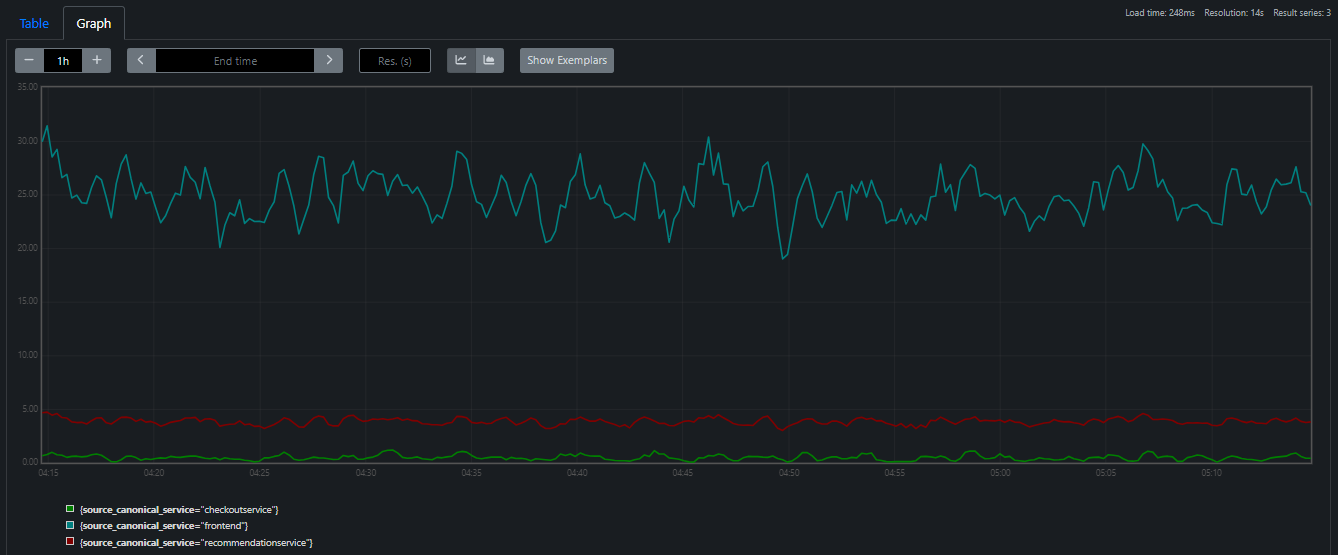 Table Graph Load time: 248ms Resolution: 14s Result series: 3
− 1h + < End time > Res. (s) Show Exemplars
35.00
30.00
25.00
20.00
15.00
10.00
5.00
0.00
04:15 04:20 04:25 04:30 04:35 04:40 04:45 04:50 04:55 05:00 05:05 05:10
{source_canonical_service="checkoutservice"}
{source_canonical_service="frontend"}
{source_canonical_service="recommendationservice"}